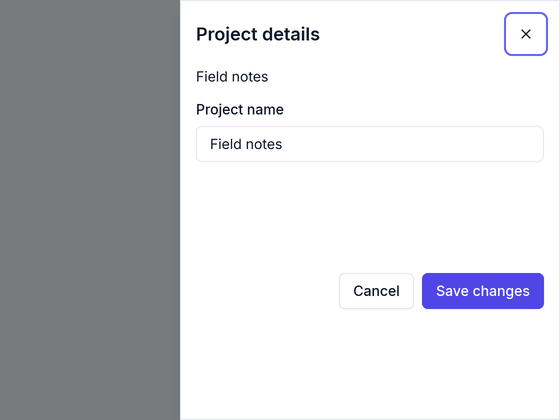 Project details
Field notes
Project name
Field notes
Cancel
Save changes